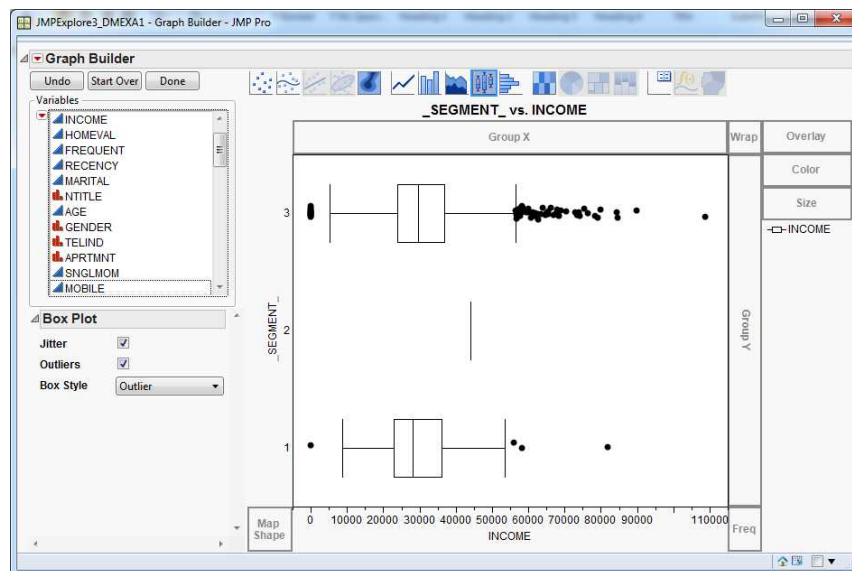 JMPExplore3_DMEXA1 - Graph Builder - JMP Pro
Graph Builder
Undo Start Over Done
Variables
INCOME
HOMEVAL
FREQUENT
RECENCY
MARITAL
NTITLE
AGE
GENDER
TELIND
APRTMNT
SNGLMOM
MOBILE
Box Plot
Jitter
Outliers
Box Style Outlier
_SEGMENT_ vs. INCOME
Group X
Wrap
Overlay
Color
Size
INCOME
3
2
1
_SEGMENT_
Group Y
Map
Shape
0 10000 20000 30000 40000 50000 60000 70000 80000 90000 110000
INCOME
Freq